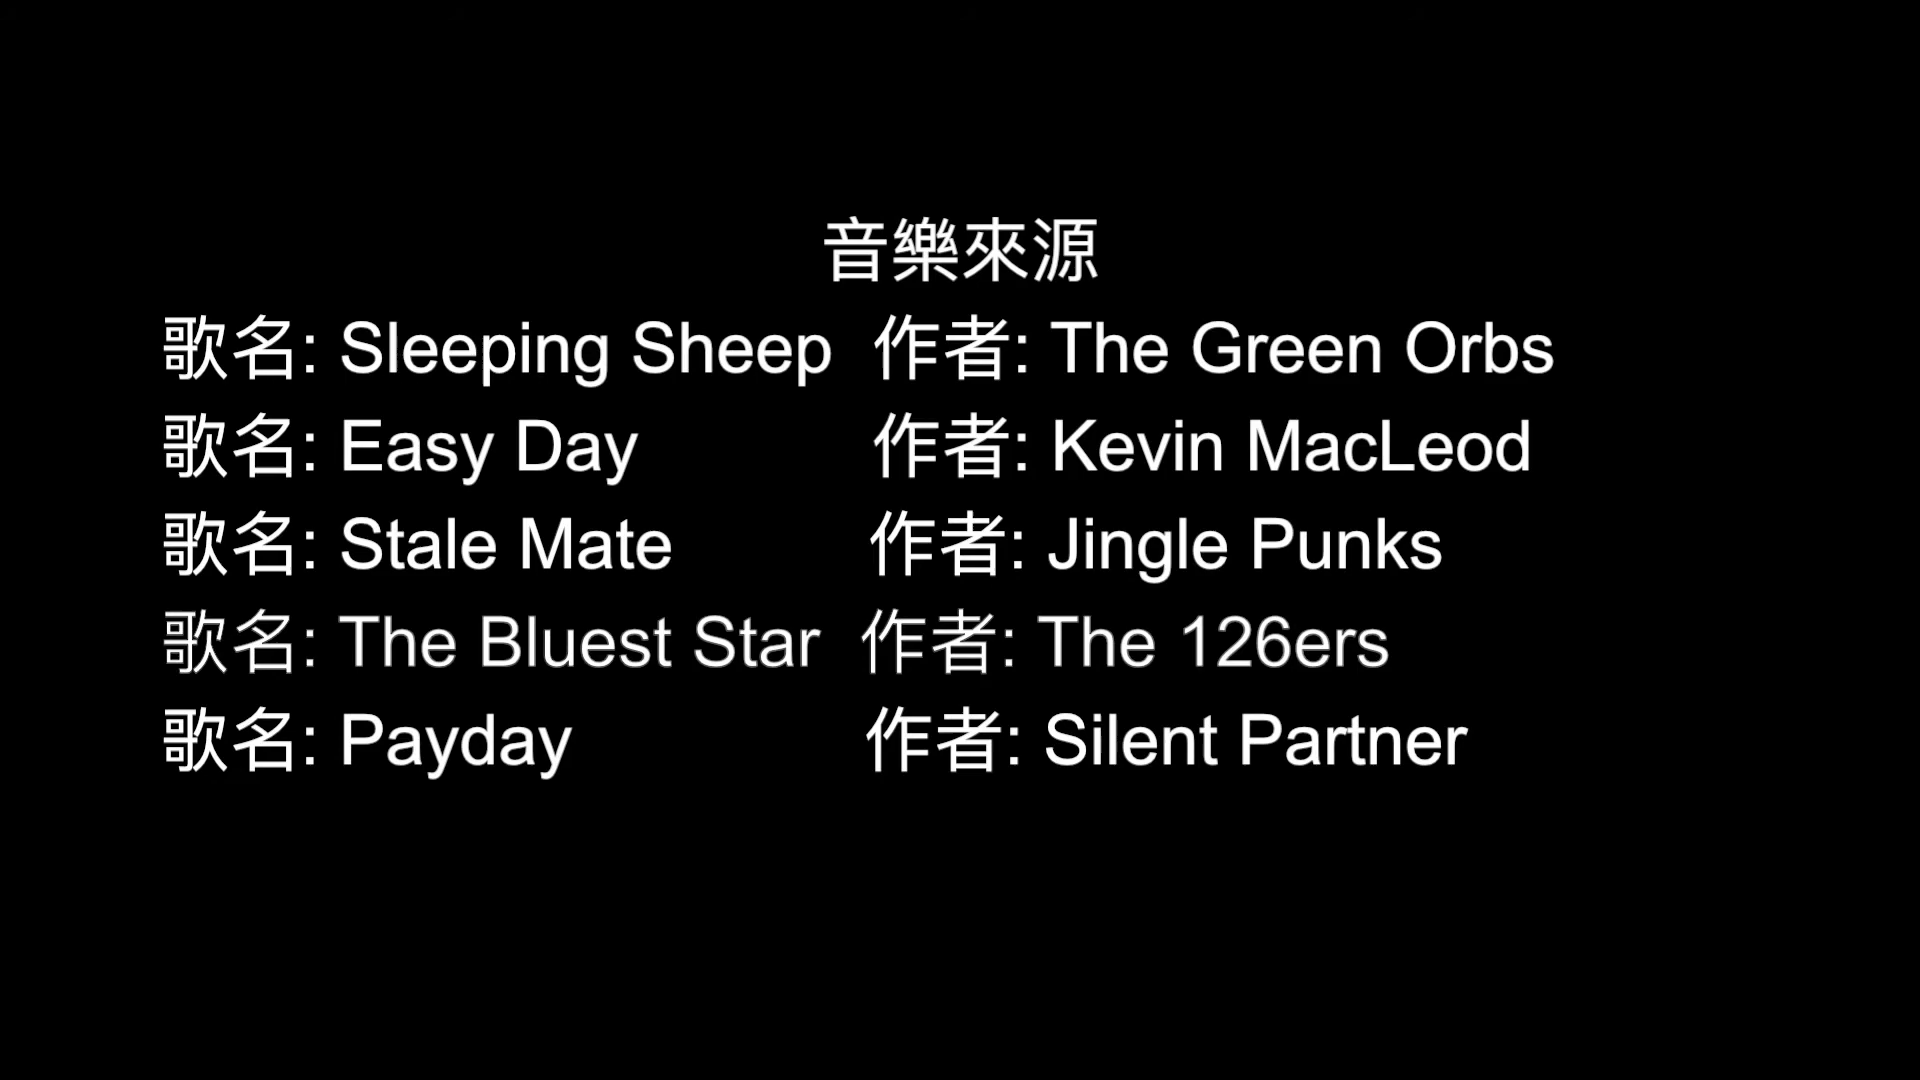 音樂來源
歌名: Sleeping Sheep 作者: The Green Orbs
歌名: Easy Day 作者: Kevin MacLeod
歌名: Stale Mate 作者: Jingle Punks
歌名: The Bluest Star 作者: The 126ers
歌名: Payday 作者: Silent Partner